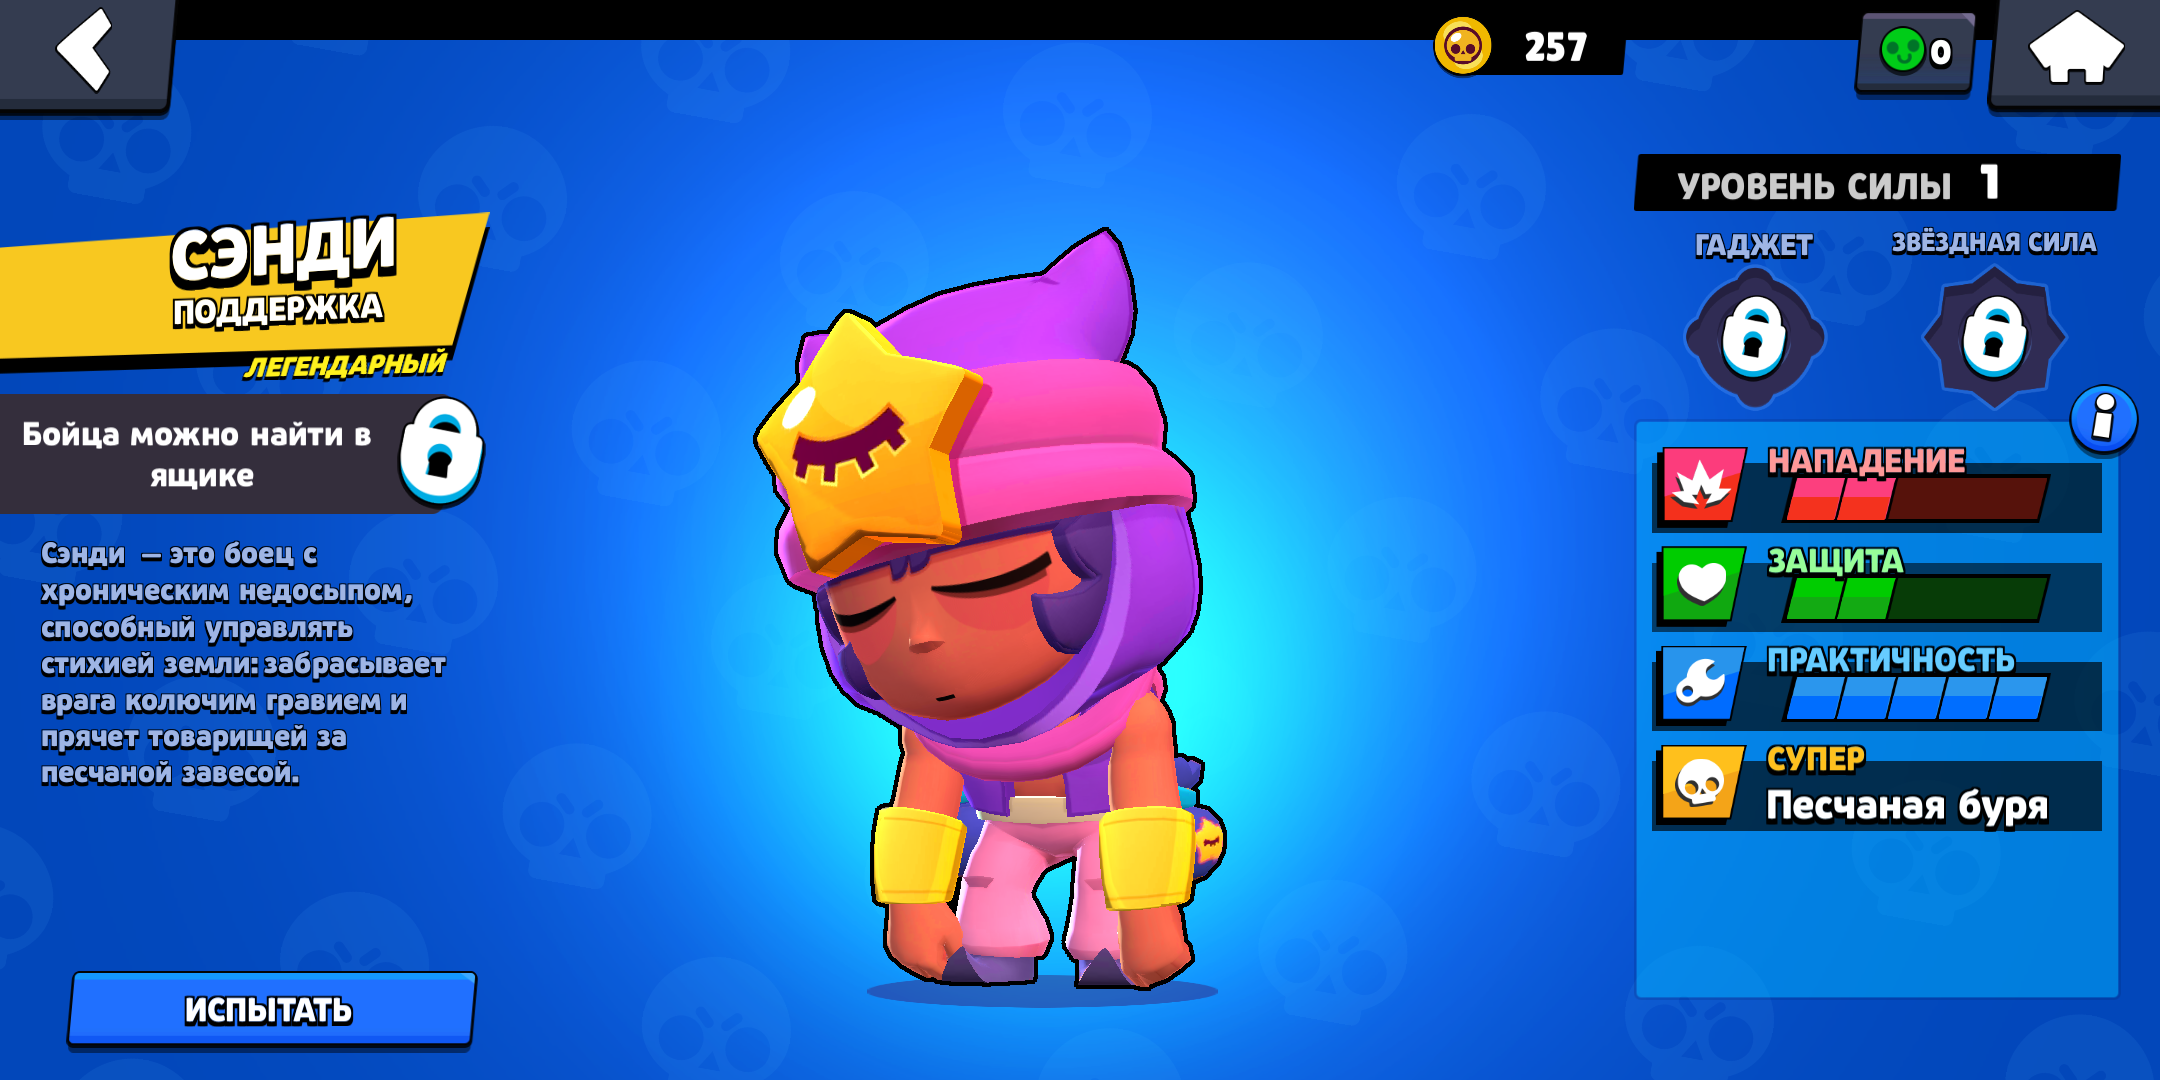 257
0
СЭНДИ
ПОДДЕРЖКА
ЛЕГЕНДАРНЫЙ
Бойца можно найти в
ящике
Сэнди – это боец с
хроническим недосыпом,
способный управлять
стихией земли: забрасывает
врага колючим гравием и
прячет товарищей за
песчаной завесой.
ИСПЫТАТЬ
УРОВЕНЬ СИЛЫ 1
ГАДЖЕТ
ЗВЁЗДНАЯ СИЛА
НАПАДЕНИЕ
ЗАЩИТА
ПРАКТИЧНОСТЬ
СУПЕР
Песчаная буря